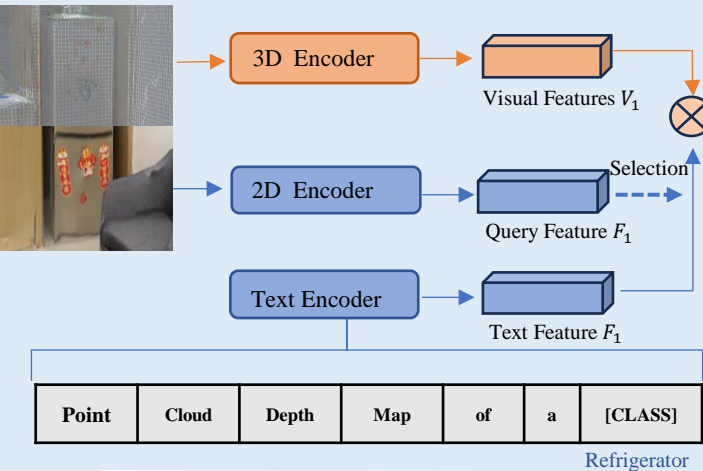 3D Encoder
Visual Features V₁
2D Encoder
Selection
Query Feature F₁
Text Encoder
Text Feature F₁
Point Cloud Depth Map of a [CLASS]
Refrigerator